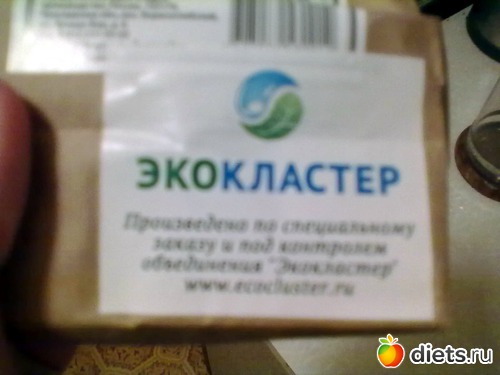 ЭКОКЛАСТЕР
Произведено по специальному
заказу и под контролем
объединения "Экокластер"
www.ecocluster.ru
diets.ru